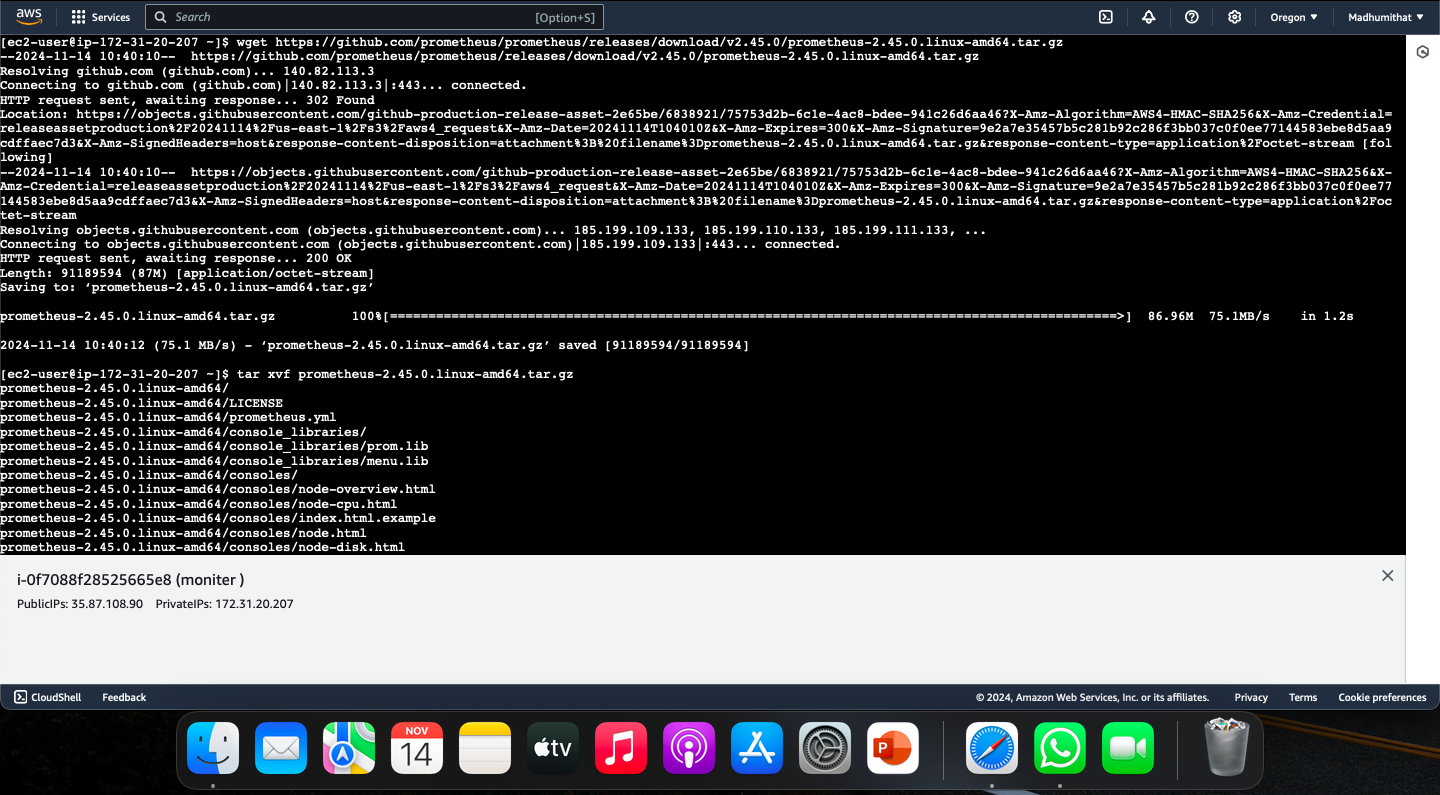 aws
Services
Search
[Option+S]
Oregon ▼
Madhumithat ▼
[ec2-user@ip-172-31-20-207 ~]$ wget https://github.com/prometheus/prometheus/releases/download/v2.45.0/prometheus-2.45.0.linux-amd64.tar.gz
--2024-11-14 10:40:10--  https://github.com/prometheus/prometheus/releases/download/v2.45.0/prometheus-2.45.0.linux-amd64.tar.gz
Resolving github.com (github.com)... 140.82.113.3
Connecting to github.com (github.com)|140.82.113.3|:443... connected.
HTTP request sent, awaiting response... 302 Found
Location: https://objects.githubusercontent.com/github-production-release-asset-2e65be/6838921/75753d2b-6c1e-4ac8-bdee-941c26d6aa46?X-Amz-Algorithm=AWS4-HMAC-SHA256&X-Amz-Credential=
releaseassetproduction%2F20241114%2Fus-east-1%2Fs3%2Faws4_request&X-Amz-Date=20241114T104010Z&X-Amz-Expires=300&X-Amz-Signature=9e2a7e35457b5c281b92c286f3bb037c0f0ee77144583ebe8d5aa9
cdffaec7d3&X-Amz-SignedHeaders=host&response-content-disposition=attachment%3B%20filename%3Dprometheus-2.45.0.linux-amd64.tar.gz&response-content-type=application%2Foctet-stream [fol
lowing]
--2024-11-14 10:40:10--  https://objects.githubusercontent.com/github-production-release-asset-2e65be/6838921/75753d2b-6c1e-4ac8-bdee-941c26d6aa46?X-Amz-Algorithm=AWS4-HMAC-SHA256&X-
Amz-Credential=releaseassetproduction%2F20241114%2Fus-east-1%2Fs3%2Faws4_request&X-Amz-Date=20241114T104010Z&X-Amz-Expires=300&X-Amz-Signature=9e2a7e35457b5c281b92c286f3bb037c0f0ee77
144583ebe8d5aa9cdffaec7d3&X-Amz-SignedHeaders=host&response-content-disposition=attachment%3B%20filename%3Dprometheus-2.45.0.linux-amd64.tar.gz&response-content-type=application%2Foc
tet-stream
Resolving objects.githubusercontent.com (objects.githubusercontent.com)... 185.199.109.133, 185.199.110.133, 185.199.111.133, ...
Connecting to objects.githubusercontent.com (objects.githubusercontent.com)|185.199.109.133|:443... connected.
HTTP request sent, awaiting response... 200 OK
Length: 91189594 (87M) [application/octet-stream]
Saving to: ‘prometheus-2.45.0.linux-amd64.tar.gz’
prometheus-2.45.0.linux-amd64.tar.gz          100%[===============================================================================================>]  86.96M  75.1MB/s    in 1.2s
2024-11-14 10:40:12 (75.1 MB/s) - ‘prometheus-2.45.0.linux-amd64.tar.gz’ saved [91189594/91189594]
[ec2-user@ip-172-31-20-207 ~]$ tar xvf prometheus-2.45.0.linux-amd64.tar.gz
prometheus-2.45.0.linux-amd64/
prometheus-2.45.0.linux-amd64/LICENSE
prometheus-2.45.0.linux-amd64/prometheus.yml
prometheus-2.45.0.linux-amd64/console_libraries/
prometheus-2.45.0.linux-amd64/console_libraries/prom.lib
prometheus-2.45.0.linux-amd64/console_libraries/menu.lib
prometheus-2.45.0.linux-amd64/consoles/
prometheus-2.45.0.linux-amd64/consoles/node-overview.html
prometheus-2.45.0.linux-amd64/consoles/node-cpu.html
prometheus-2.45.0.linux-amd64/consoles/index.html.example
prometheus-2.45.0.linux-amd64/consoles/node.html
prometheus-2.45.0.linux-amd64/consoles/node-disk.html
i-0f7088f28525665e8 (moniter )
PublicIPs: 35.87.108.90 PrivateIPs: 172.31.20.207
CloudShell
Feedback
© 2024, Amazon Web Services, Inc. or its affiliates.
Privacy
Terms
Cookie preferences
NOV
14
tv
P